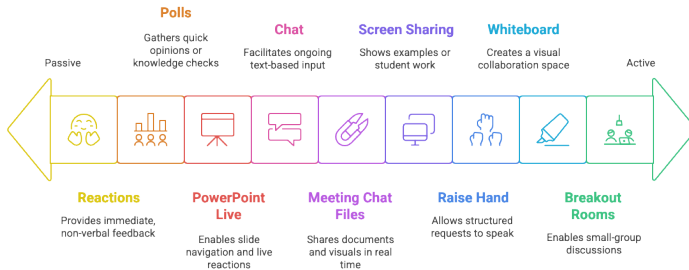 Polls
Gathers quick
opinions or
knowledge checks
Chat
Facilitates ongoing
text-based input
Screen Sharing
Shows examples or
student work
Whiteboard
Creates a visual
collaboration space
Passive
Active
Reactions
Provides immediate,
non-verbal feedback
PowerPoint
Live
Enables slide
navigation and live
reactions
Meeting Chat
Files
Shares documents
and visuals in real
time
Raise Hand
Allows structured
requests to speak
Breakout
Rooms
Enables small-group
discussions